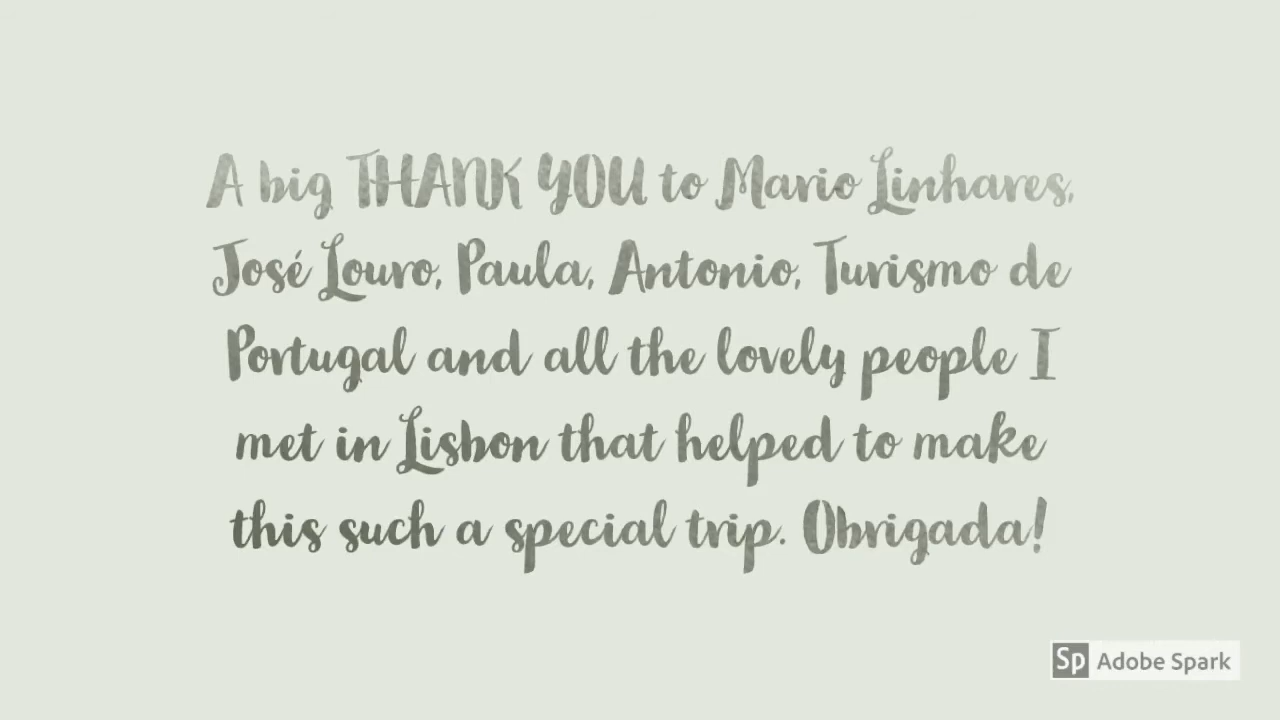 A big THANK YOU to Mario Linhares,
José Louro, Paula, Antonio, Turismo de
Portugal and all the lovely people I
met in Lisbon that helped to make
this such a special trip. Obrigada!
Sp Adobe Spark